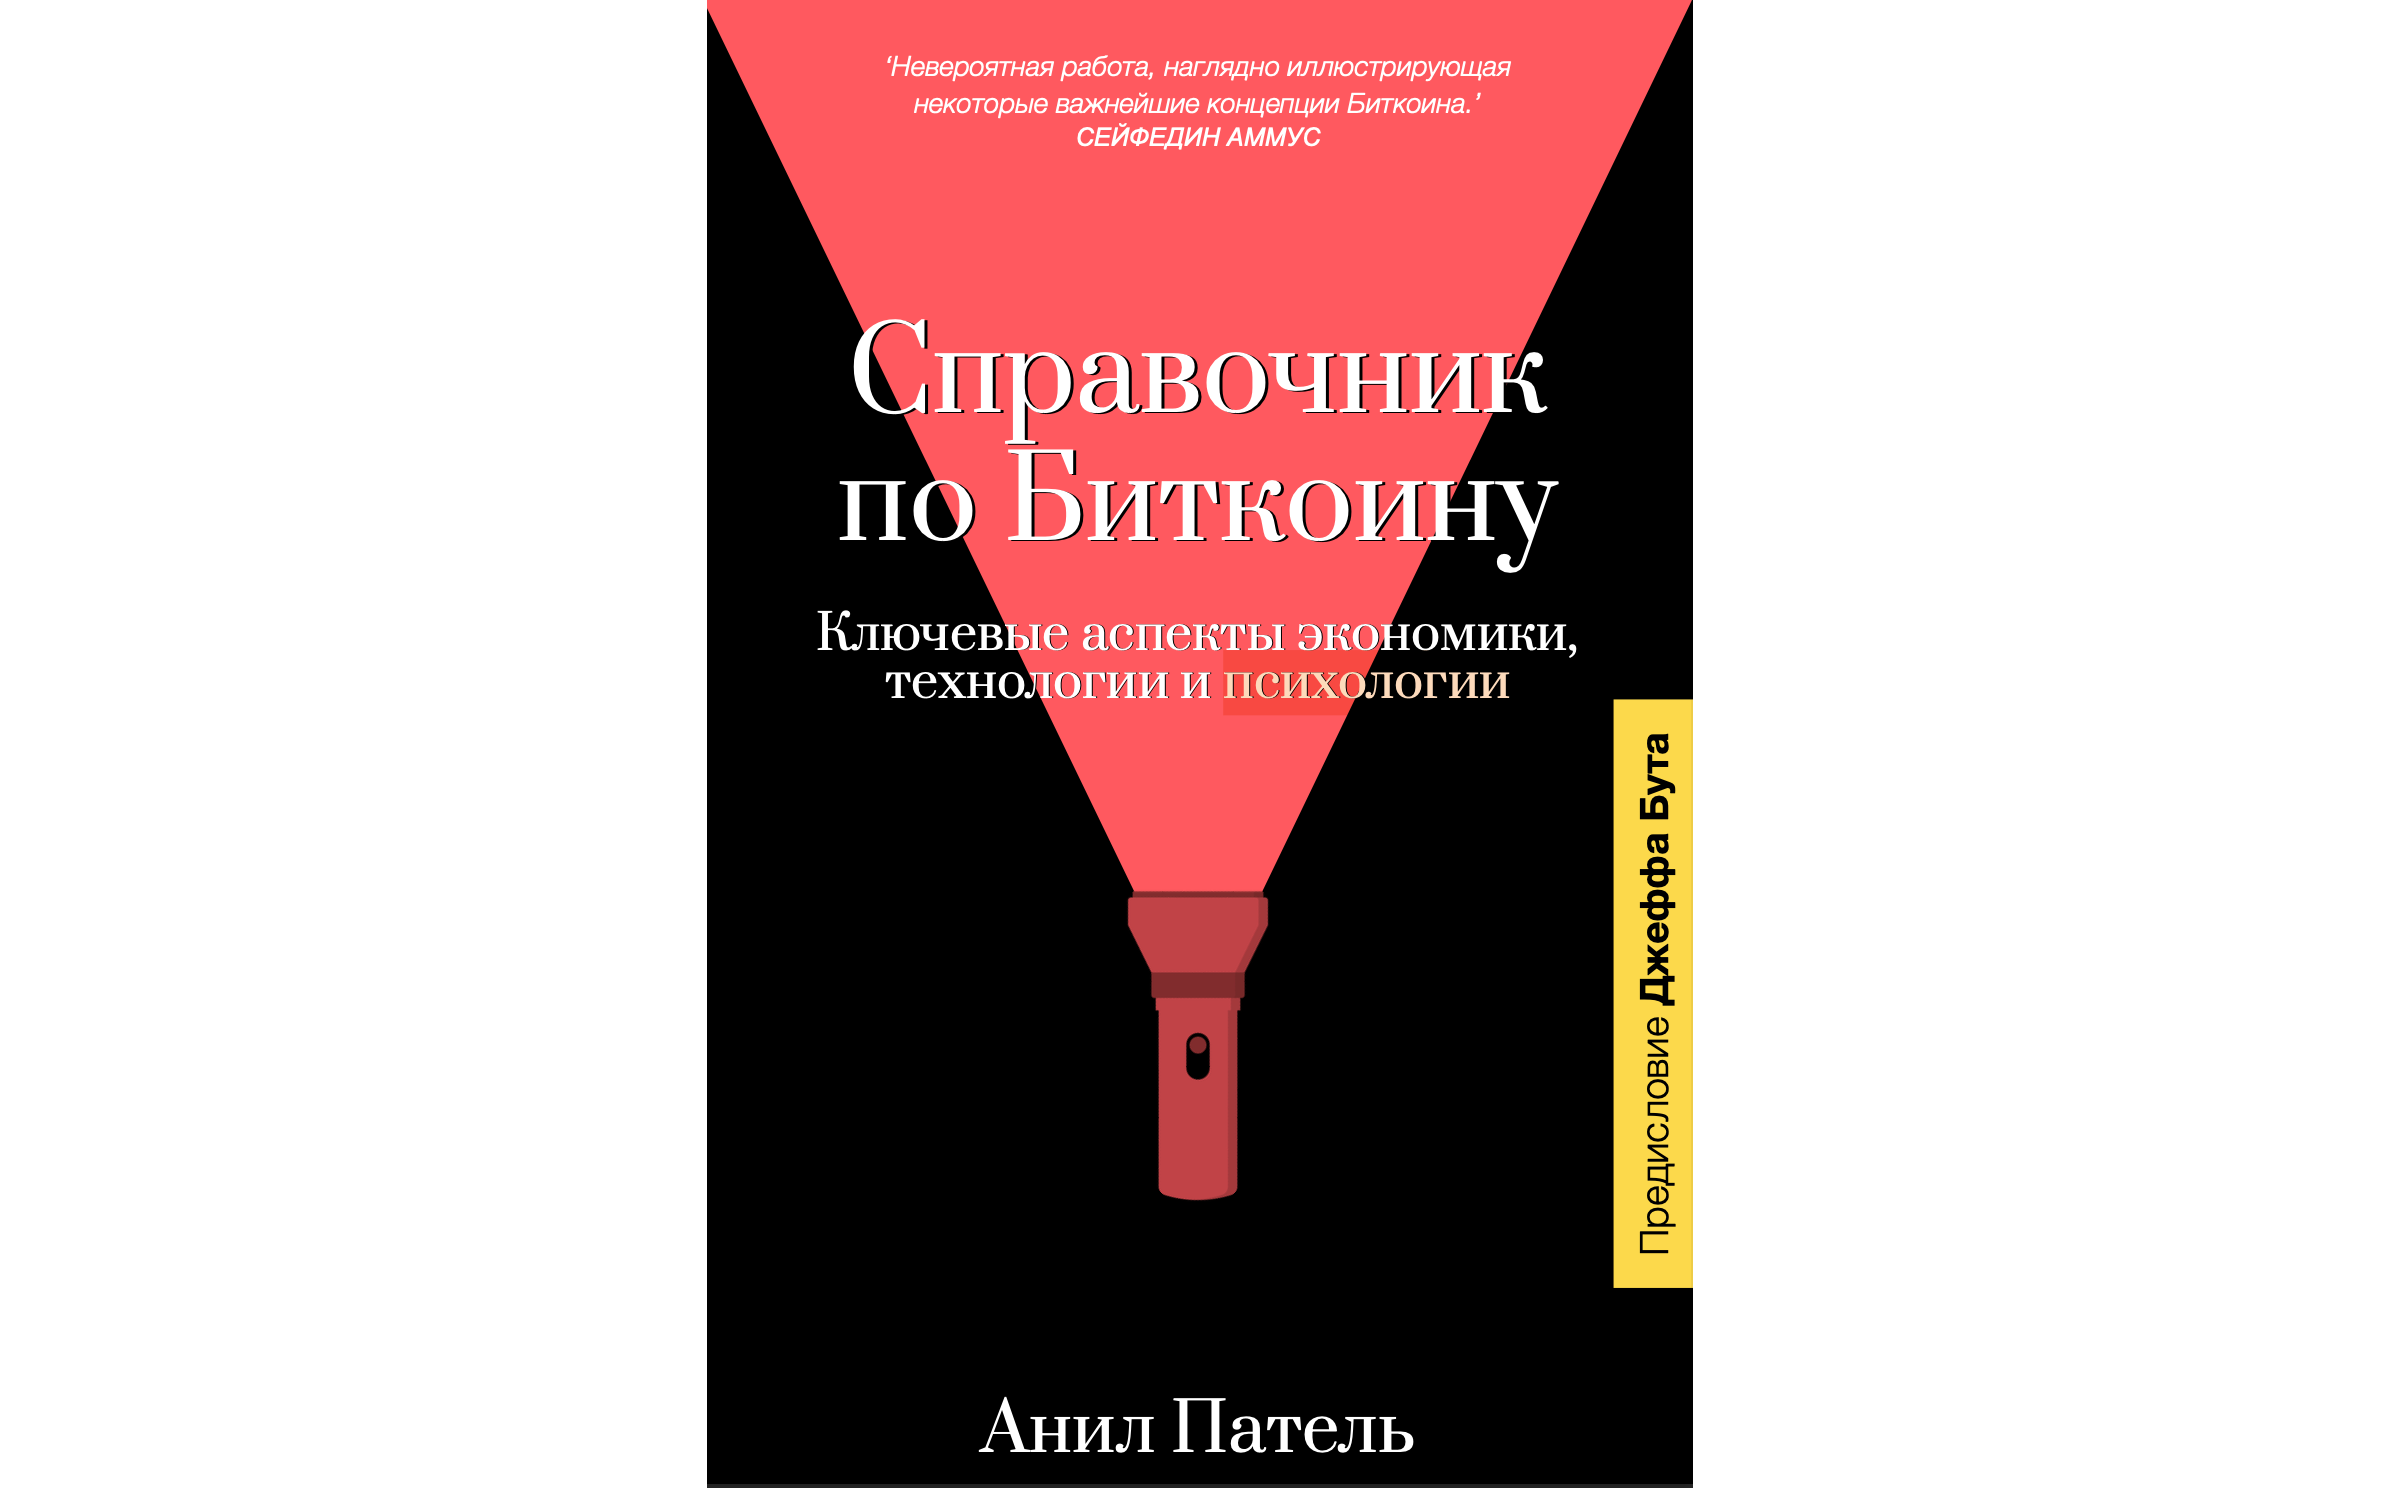 ‘Невероятная работа, наглядно иллюстрирующая
некоторые важнейшие концепции Биткоина.’
СЕЙФЕДИН АММУС
Справочник
по Биткоину
Ключевые аспекты экономики,
технологии и психологии
Предисловие Джеффа Бута
Анил Патель